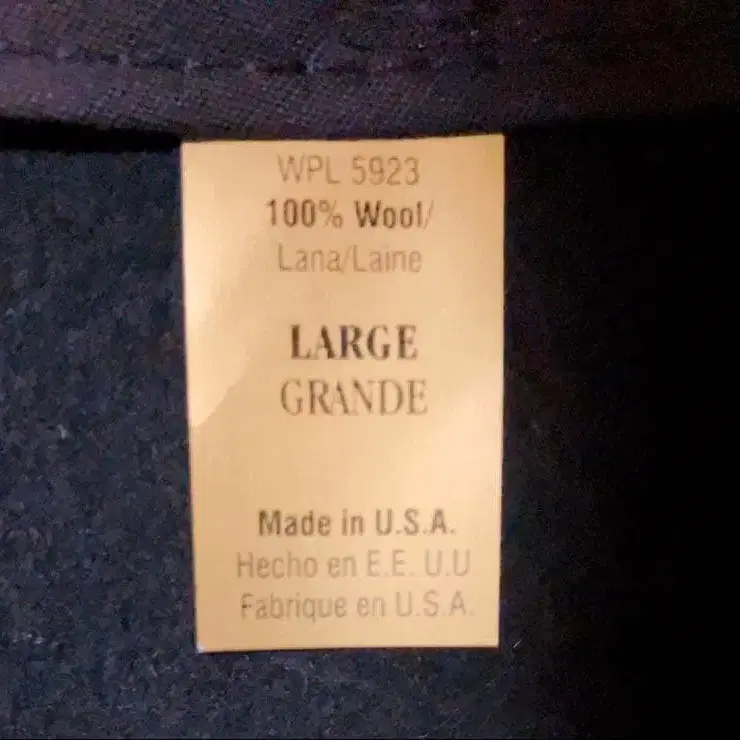 WPL 5923
100% Wool/
Lana/Laine
LARGE
GRANDE
Made in U.S.A.
Hecho en E.E. U.U
Fabrique en U.S.A.